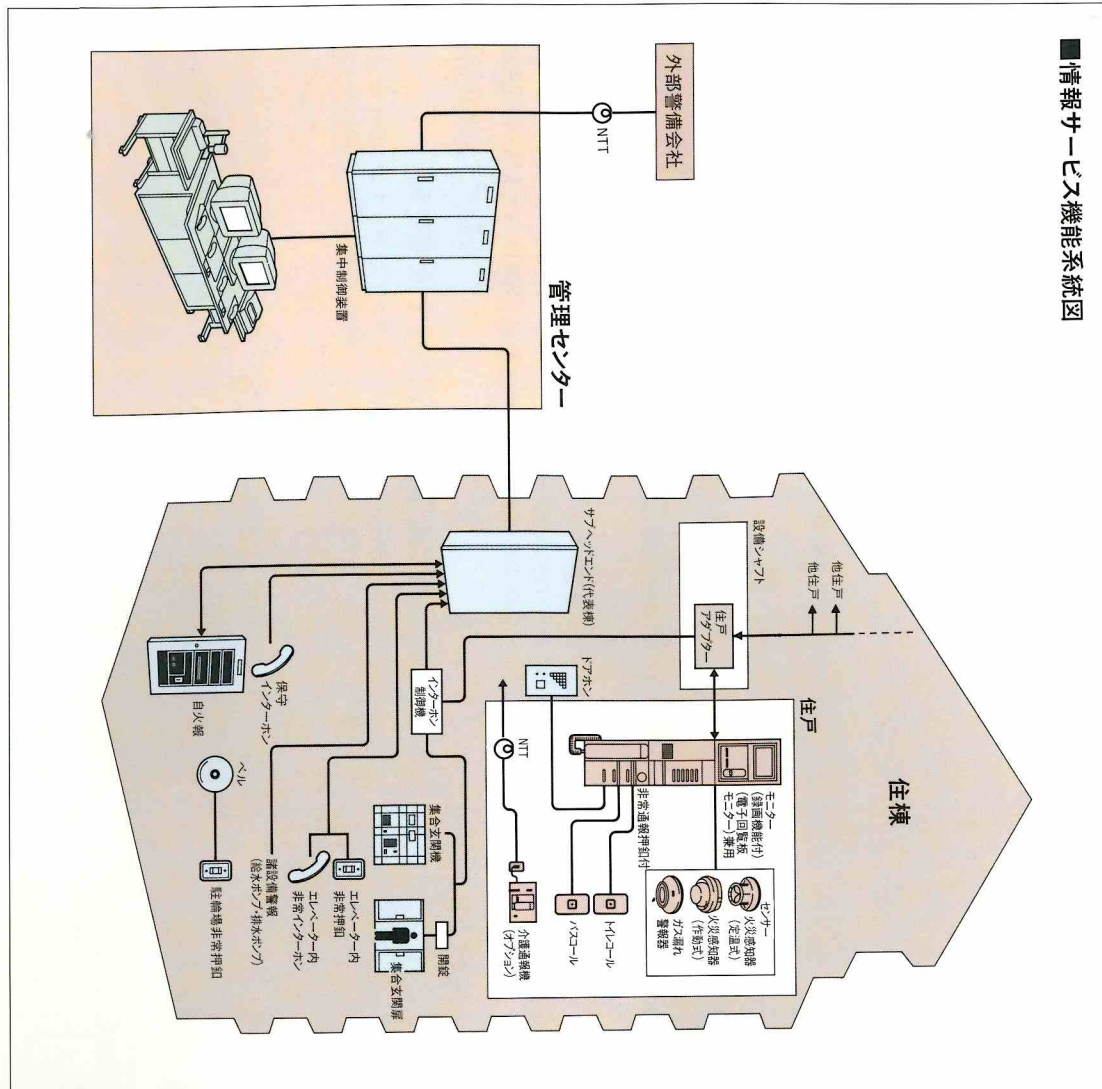 ■情報サービス機能系統図
外部警備会社
NTT
管理センター
集中制御装置
住棟
他住戸
他住戸
設備シャフト
住戸
アダプター
サブヘッドエンド(代表棟)
住戸
モニター
(録画機能付)
(電子回覧板
モニター)兼用
非常通報押釦付
センサー
火災感知器
(定温式)
火災感知器
(作動式)
ガス漏れ
警報器
ドアホン
トイレコール
バスコール
NTT
介護通報機
(オプション)
インターホン
制御機
集合玄関機
開錠
集合玄関扉
エレベーター内
非常押釦
エレベーター内
非常インターホン
諸設備警報
(給水ポンプ・排水ポンプ)
保守
インターホン
自火報
ベル
駐輪場非常押釦